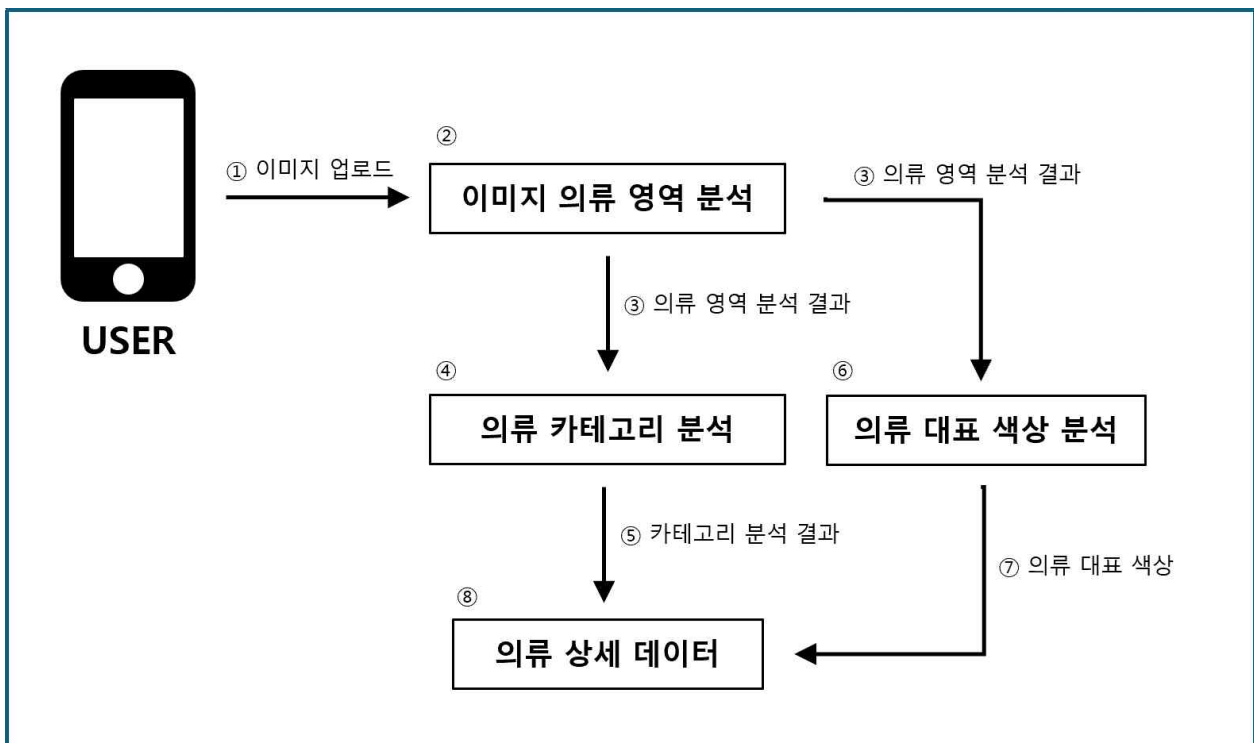 USER
① 이미지 업로드
②
이미지 의류 영역 분석
③ 의류 영역 분석 결과
③ 의류 영역 분석 결과
④
의류 카테고리 분석
⑤ 카테고리 분석 결과
⑥
의류 대표 색상 분석
⑦ 의류 대표 색상
⑧
의류 상세 데이터